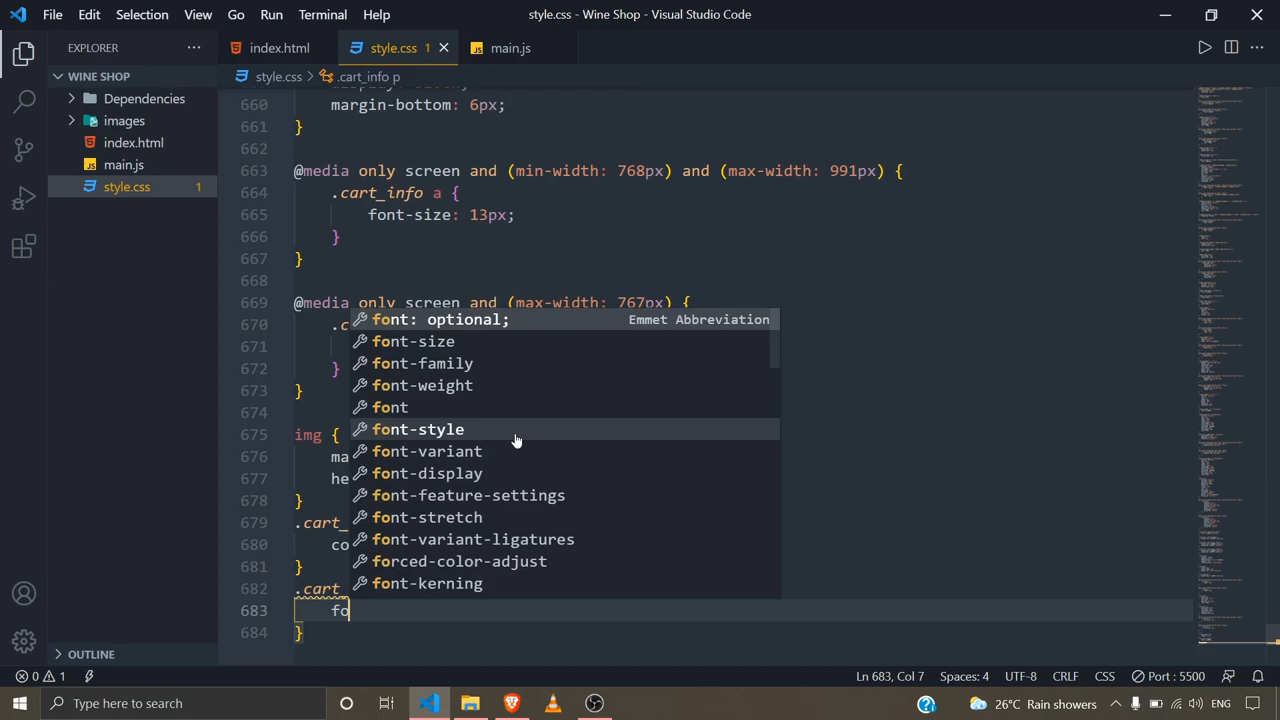 File Edit Selection View Go Run Terminal Help
style.css - Wine Shop - Visual Studio Code
EXPLORER
index.html
style.css 1
main.js
WINE SHOP
style.css > .cart_info p
Dependencies
images
index.html
main.js
style.css 1
660 margin-bottom: 6px;
661 }
662
663 @media only screen and (min-width: 768px) and (max-width: 991px) {
664 .cart_info a {
665 font-size: 13px;
666 }
667 }
668
669 @media only screen and (max-width: 767px) {
670 .c
671
672 }
673 }
674
675 img {
676 ma
677 he
678 }
679 .cart_
680 co
681 }
682 .cart
683 fo
684 }
font: optional; Emmet Abbreviation
font-size
font-family
font-weight
font
font-style
font-variant
font-display
font-feature-settings
font-stretch
font-variant-ligatures
forced-color-adjust
font-kerning
OUTLINE
0 1
Ln 683, Col 7 Spaces: 4 UTF-8 CRLF CSS Port : 5500
Type here to search
26°C Rain showers
ENG